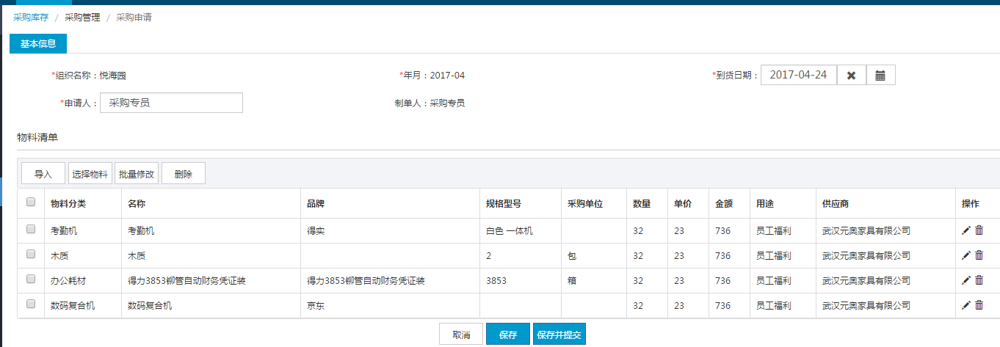 采购库存 / 采购管理 / 采购申请
基本信息
*组织名称：悦海园 *年月：2017-04 *到货日期：2017-04-24
*申请人：采购专员 制单人：采购专员
物料清单
导入 选择物料 批量修改 删除
物料分类 名称 品牌 规格型号 采购单位 数量 单价 金额 用途 供应商 操作
考勤机 考勤机 得实 白色 一体机 32 23 736 员工福利 武汉元奥家具有限公司
木质 木质 2 包 32 23 736 员工福利 武汉元奥家具有限公司
办公耗材 得力3853铆管自动财务凭证装 得力3853铆管自动财务凭证装 3853 箱 32 23 736 员工福利 武汉元奥家具有限公司
数码复合机 数码复合机 京东 32 23 736 员工福利 武汉元奥家具有限公司
取消 保存 保存并提交